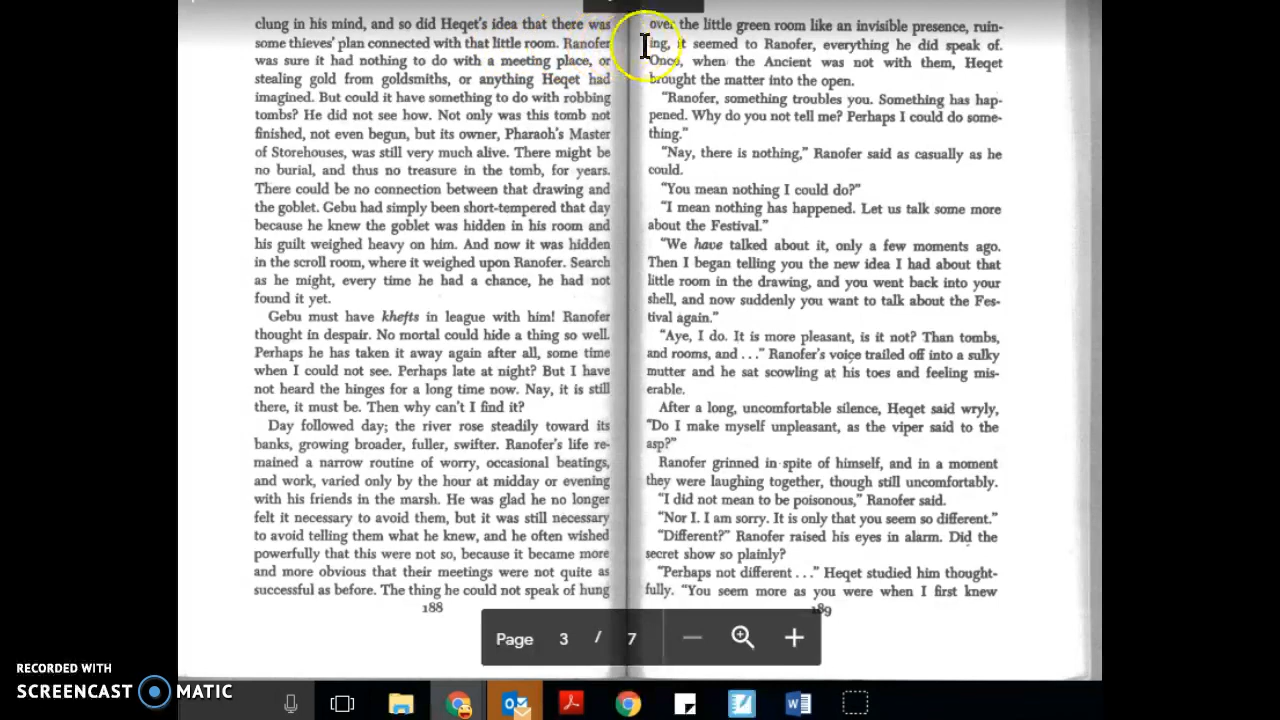 clung in his mind, and so did Heqet's idea that there was
some thieves' plan connected with that little room. Ranofer
was sure it had nothing to do with a meeting place, or
stealing gold from goldsmiths, or anything Heqet had
imagined. But could it have something to do with robbing
tombs? He did not see how. Not only was this tomb not
finished, not even begun, but its owner, Pharaoh's Master
of Storehouses, was still very much alive. There might be
no burial, and thus no treasure in the tomb, for years.
There could be no connection between that drawing and
the goblet. Gebu had simply been short-tempered that day
because he knew the goblet was hidden in his room and
his guilt weighed heavy on him. And now it was hidden
in the scroll room, where it weighed upon Ranofer. Search
as he might, every time he had a chance, he had not
found it yet.
Gebu must have khefts in league with him! Ranofer
thought in despair. No mortal could hide a thing so well.
Perhaps he has taken it away again after all, some time
when I could not see. Perhaps late at night? But I have
not heard the hinges for a long time now. Nay, it is still
there, it must be. Then why can't I find it?
Day followed day; the river rose steadily toward its
banks, growing broader, fuller, swifter. Ranofer's life re-
mained a narrow routine of worry, occasional beatings,
and work, varied only by the hour at midday or evening
with his friends in the marsh. He was glad he no longer
felt it necessary to avoid them, but it was still necessary
to avoid telling them what he knew, and he often wished
powerfully that this were not so, because it became more
and more obvious that their meetings were not quite as
successful as before. The thing he could not speak of hung
188
over the little green room like an invisible presence, ruin-
ing, it seemed to Ranofer, everything he did speak of.
Once, when the Ancient was not with them, Heqet
brought the matter into the open.
"Ranofer, something troubles you. Something has hap-
pened. Why do you not tell me? Perhaps I could do some-
thing."
"Nay, there is nothing," Ranofer said as casually as he
could.
"You mean nothing I could do?"
"I mean nothing has happened. Let us talk some more
about the Festival."
"We have talked about it, only a few moments ago.
Then I began telling you the new idea I had about that
little room in the drawing, and you went back into your
shell, and now suddenly you want to talk about the Fes-
tival again."
"Aye, I do. It is more pleasant, is it not? Than tombs,
and rooms, and ..." Ranofer's voice trailed off into a sulky
mutter and he sat scowling at his toes and feeling mis-
erable.
After a long, uncomfortable silence, Heqet said wryly,
"Do I make myself unpleasant, as the viper said to the
asp?"
Ranofer grinned in spite of himself, and in a moment
they were laughing together, though still uncomfortably.
"I did not mean to be poisonous," Ranofer said.
"Nor I. I am sorry. It is only that you seem so different."
"Different?" Ranofer raised his eyes in alarm. Did the
secret show so plainly?
"Perhaps not different ..." Heqet studied him thought-
fully. "You seem more as you were when I first knew
189
Page 3 / 7
RECORDED WITH
SCREENCAST MATIC